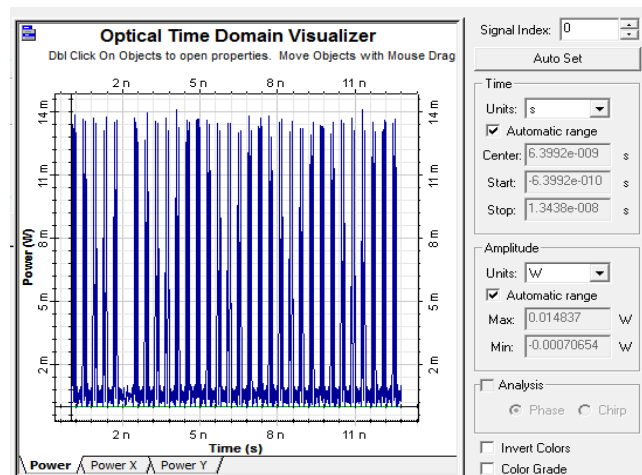 Optical Time Domain Visualizer
Dbl Click On Objects to open properties. Move Objects with Mouse Drag
2 n 5 n 8 n 11 n
14 m 14 m
11 m 11 m
8 m 8 m
5 m 5 m
2 m 2 m
Power (W)
2 n 5 n 8 n 11 n
Time (s)
Power Power X Power Y
Signal Index: 0
Auto Set
Time
Units: s
Automatic range
Center: 6.3992e-009 s
Start: -6.3992e-010 s
Stop: 1.3438e-008 s
Amplitude
Units: W
Automatic range
Max: 0.014837 W
Min: -0.00070654 W
Analysis
Phase Chirp
Invert Colors
Color Grade